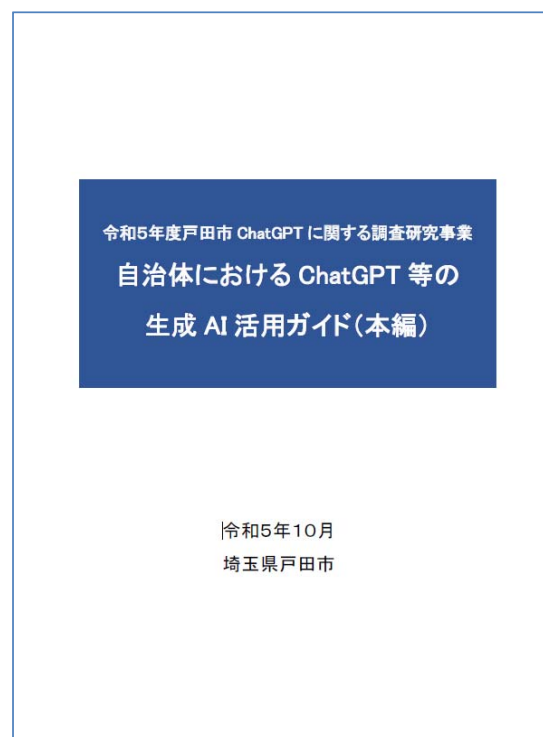 令和5年度戸田市 ChatGPT に関する調査研究事業
自治体における ChatGPT 等の
生成 AI 活用ガイド(本編)
令和5年10月
埼玉県戸田市